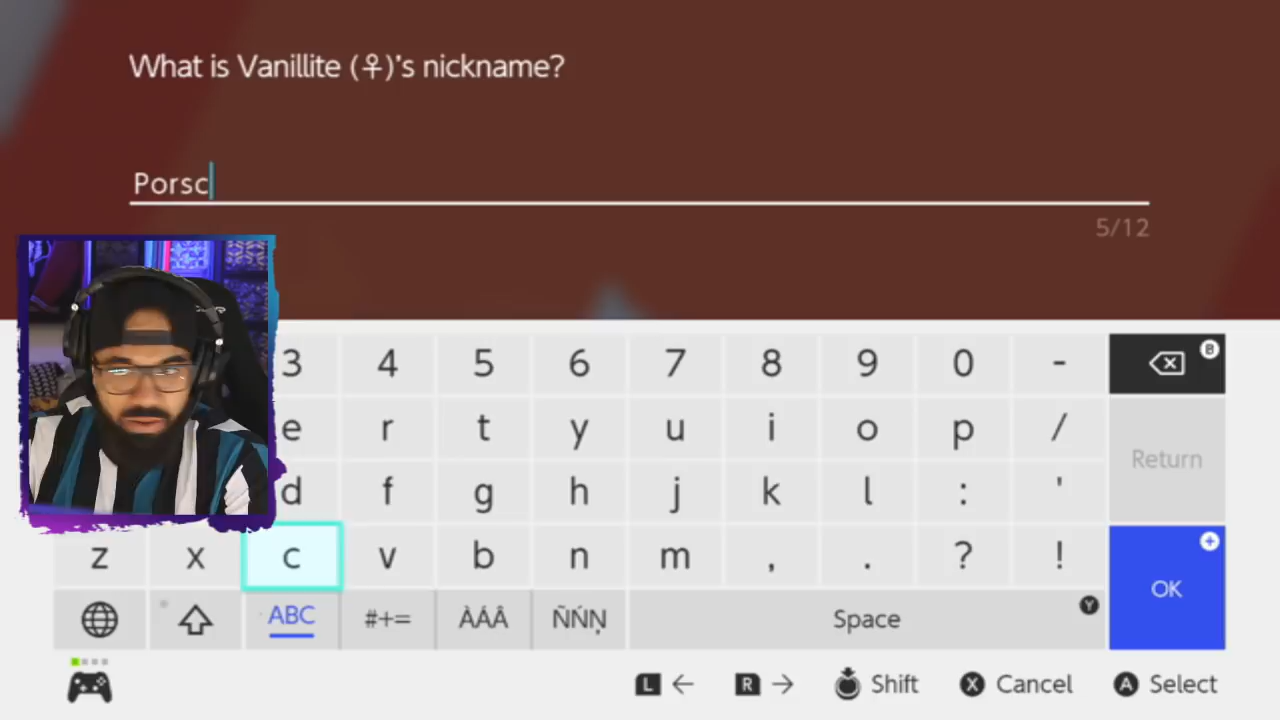 What is Vanillite (♀)'s nickname?
Porsc
5/12
3 4 5 6 7 8 9 0 -
B
e r t y u i o p /
Return
d f g h j k l : '
z x c v b n m , . ? !
+
OK
ABC #+= ÀÁÂ ÑŃŅ Space Y
L ← R → Shift X Cancel A Select